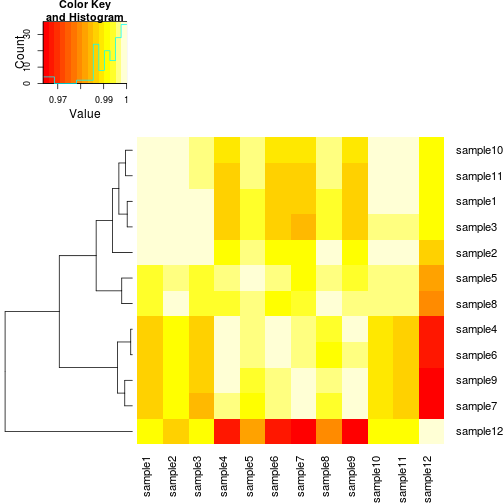 Color Key
and Histogram
Count
0 10 30
0.97 0.99 1
Value
sample10
sample11
sample1
sample3
sample2
sample5
sample8
sample4
sample6
sample9
sample7
sample12
sample1 sample2 sample3 sample4 sample5 sample6 sample7 sample8 sample9 sample10 sample11 sample12